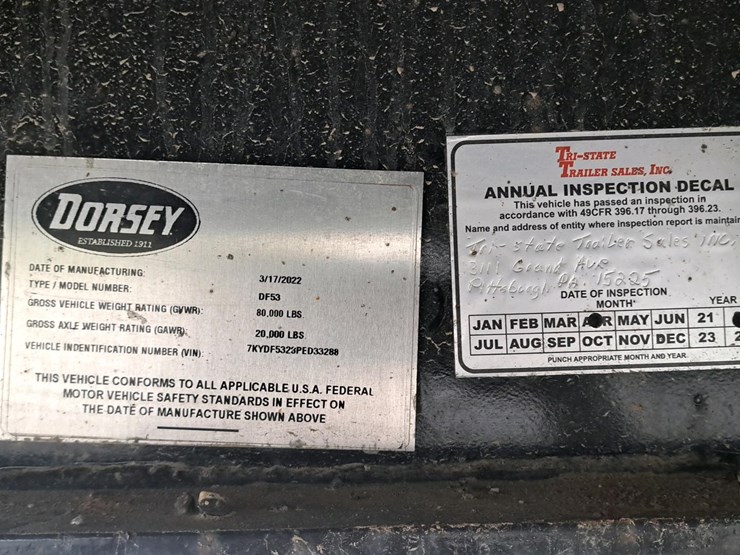 DORSEY
ESTABLISHED 1911
DATE OF MANUFACTURING: 3/17/2022
TYPE / MODEL NUMBER: DF53
GROSS VEHICLE WEIGHT RATING (GVWR): 80,000 LBS
GROSS AXLE WEIGHT RATING (GAWR): 20,000 LBS
VEHICLE INDENTIFICATION NUMBER (VIN): 7KYDF5323PED33288
THIS VEHICLE CONFORMS TO ALL APPLICABLE U.S.A. FEDERAL
MOTOR VEHICLE SAFETY STANDARDS IN EFFECT ON
THE DATE OF MANUFACTURE SHOWN ABOVE
TRI-STATE
TRAILER SALES, INC.
ANNUAL INSPECTION DECAL
This vehicle has passed an inspection in
accordance with 49CFR 396.17 through 396.23.
Name and address of entity where inspection report is maintain
Tri-State Trailer Sales INC.
3111 Grand Ave
Pittsburgh Pa. 15225
DATE OF INSPECTION
MONTH YEAR
JAN FEB MAR APR MAY JUN 21
JUL AUG SEP OCT NOV DEC 23 2
PUNCH APPROPRIATE MONTH AND YEAR